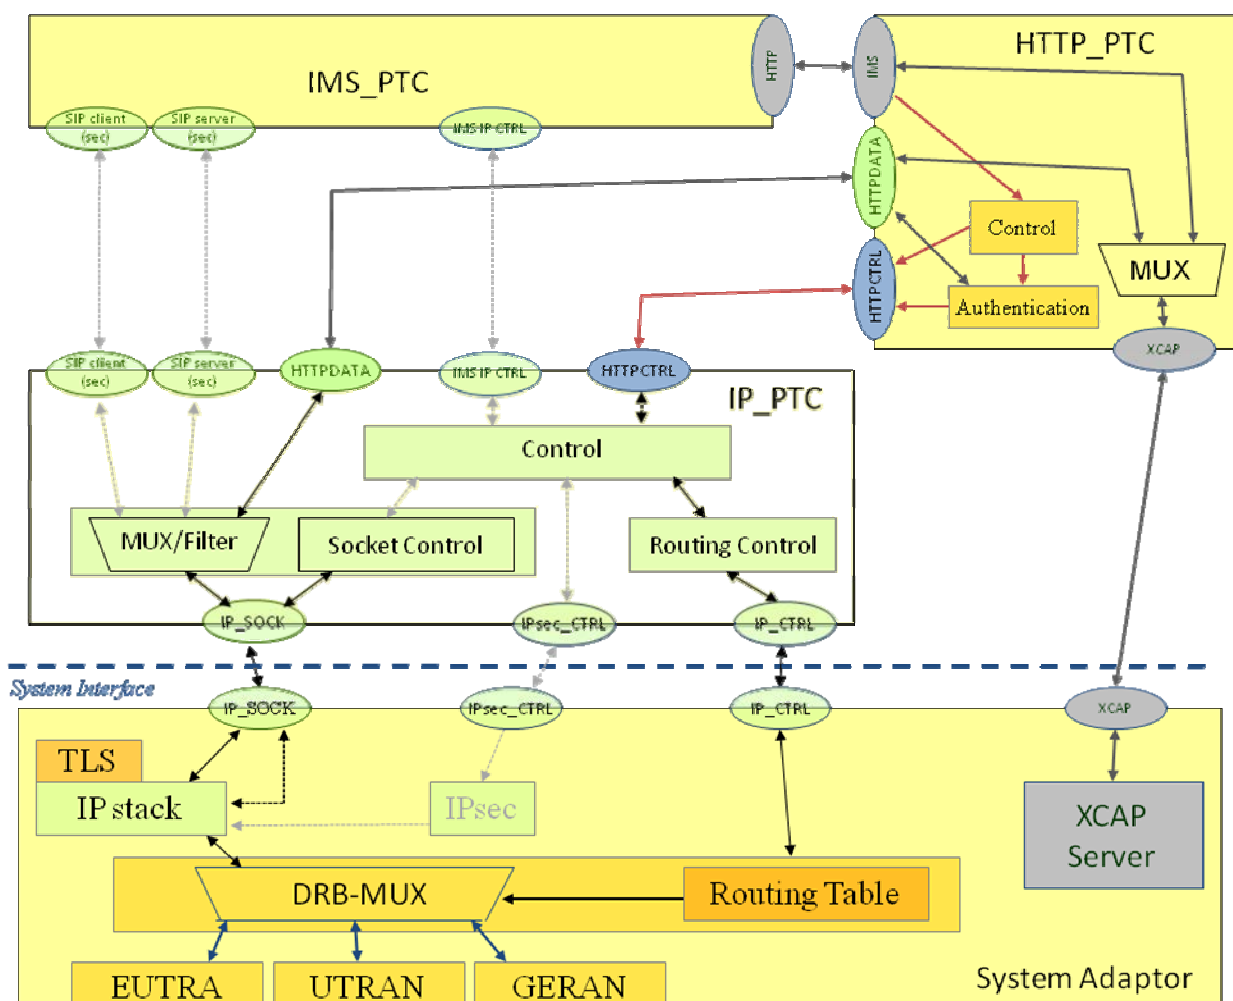 IMS_PTC
HTTP
IMS
HTTP_PTC
SIP client
(sec)
SIP server
(sec)
IMS IP CTRL
HTTPDATA
Control
HTTPCTRL
MUX
Authentication
XCAP
SIP client
(sec)
SIP server
(sec)
HTTPDATA
IMS IP CTRL
HTTPCTRL
IP_PTC
Control
MUX/Filter
Socket Control
Routing Control
IP_SOCK
IPsec_CTRL
IP_CTRL
System Interface
IP_SOCK
IPsec_CTRL
IP_CTRL
XCAP
TLS
IP stack
IPsec
XCAP
Server
DRB-MUX
Routing Table
EUTRA
UTRAN
GERAN
System Adaptor